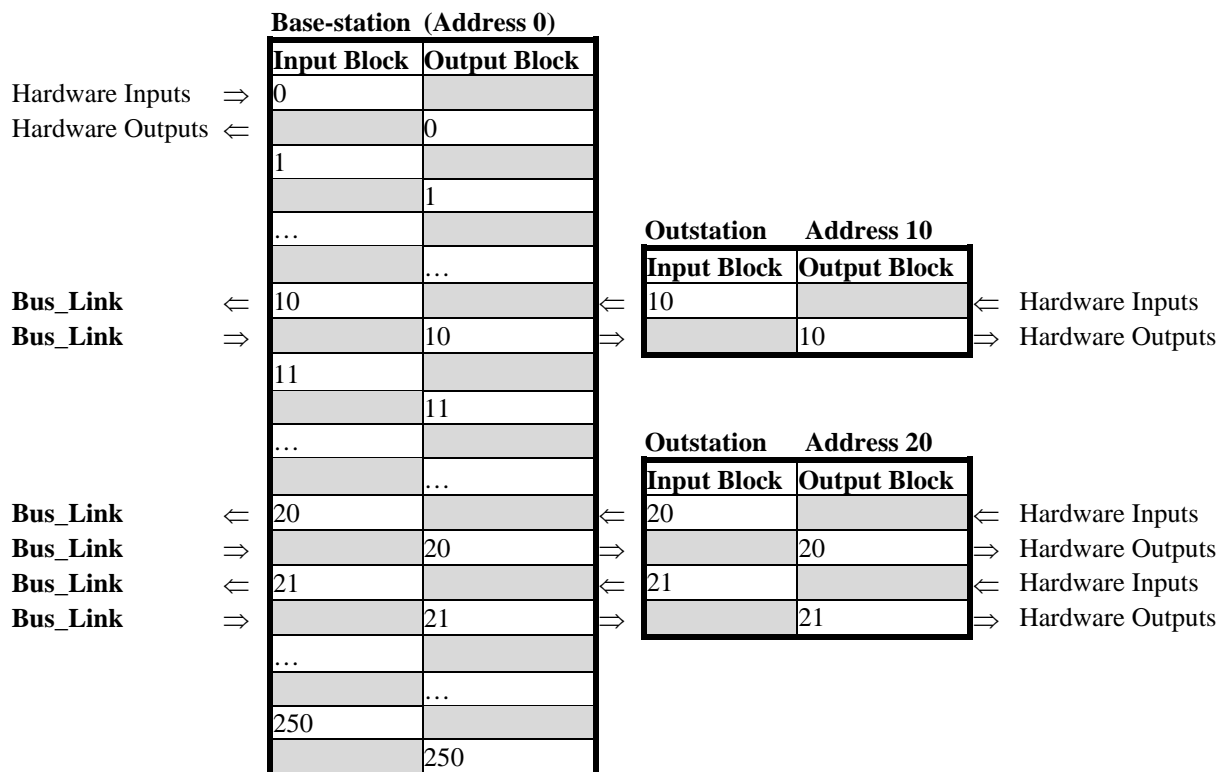 Base-station (Address 0)
Input Block Output Block
Hardware Inputs ⇒ 0
Hardware Outputs ⇐ 0
1
1
… Outstation Address 10
… Input Block Output Block
Bus_Link ⇐ 10 ⇐ 10 ⇐ Hardware Inputs
Bus_Link ⇒ 10 ⇒ 10 ⇒ Hardware Outputs
11
11
… Outstation Address 20
… Input Block Output Block
Bus_Link ⇐ 20 ⇐ 20 ⇐ Hardware Inputs
Bus_Link ⇒ 20 ⇒ 20 ⇒ Hardware Outputs
Bus_Link ⇐ 21 ⇐ 21 ⇐ Hardware Inputs
Bus_Link ⇒ 21 ⇒ 21 ⇒ Hardware Outputs
…
…
250
250